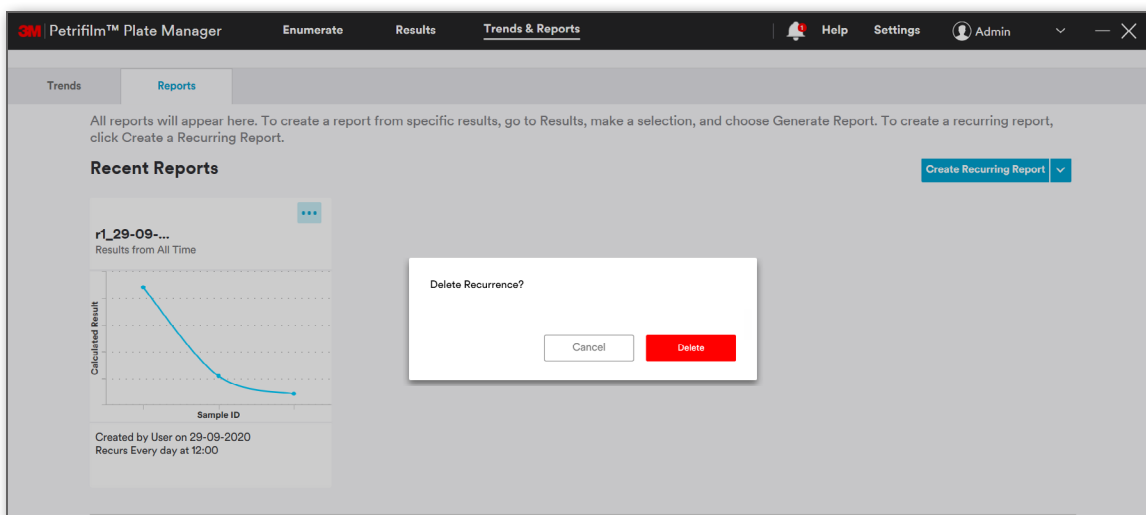 3M Petrifilm™ Plate Manager Enumerate Results Trends & Reports 1 Help Settings Admin
Trends Reports
All reports will appear here. To create a report from specific results, go to Results, make a selection, and choose Generate Report. To create a recurring report,
click Create a Recurring Report.
Recent Reports
Create Recurring Report
r1_29-09-...
Results from All Time
Calculated Result
Sample ID
Created by User on 29-09-2020
Recurs Every day at 12:00
Delete Recurrence?
Cancel Delete